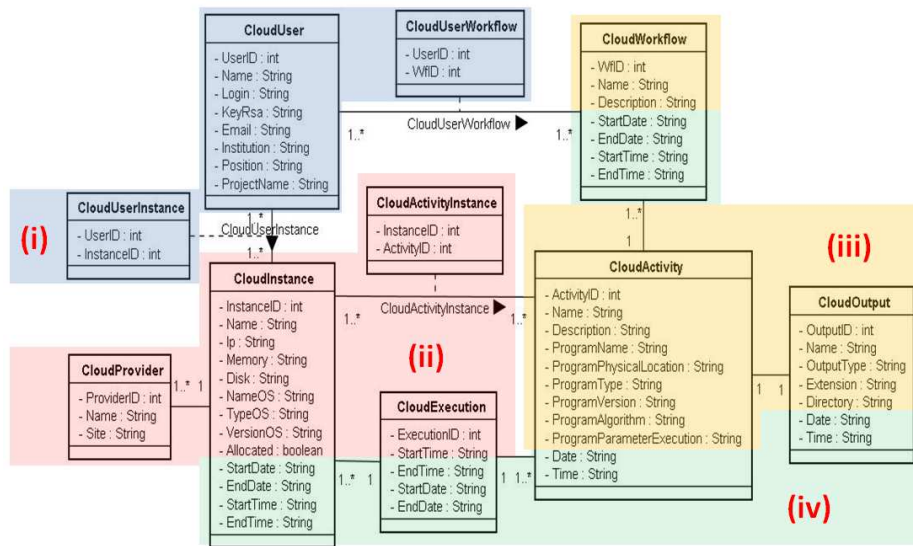 CloudUser
- UserID : int
- Name : String
- Login : String
- KeyRsa : String
- Email : String
- Institution : String
- Position : String
- ProjectName : String
CloudUserWorkflow
- UserID : int
- WfID : int
CloudWorkflow
- WfID : int
- Name : String
- Description : String
- StartDate : String
- EndDate : String
- StartTime : String
- EndTime : String
1..*
CloudUserWorkflow
1..*
CloudUserInstance
- UserID : int
- InstanceID : int
(i)
1..*
CloudUserInstance
1..*
CloudActivityInstance
- InstanceID : int
- ActivityID : int
1..*
1
(iii)
CloudInstance
- InstanceID : int
- Name : String
- Ip : String
- Memory : String
- Disk : String
- NameOS : String
- TypeOS : String
- VersionOS : String
- Allocated : boolean
- StartDate : String
- EndDate : String
- StartTime : String
- EndTime : String
1..*
CloudActivityInstance
1..*
(ii)
CloudActivity
- ActivityID : int
- Name : String
- Description : String
- ProgramName : String
- ProgramPhysicalLocation : String
- ProgramType : String
- ProgramVersion : String
- ProgramAlgorithm : String
- ProgramParameterExecution : String
- Date : String
- Time : String
CloudOutput
- OutputID : int
- Name : String
- OutputType : String
- Extension : String
- Directory : String
- Date : String
- Time : String
1
1
CloudProvider
- ProviderID : int
- Name : String
- Site : String
1..*
1
CloudExecution
- ExecutionID : int
- StartTime : String
- EndTime : String
- StartDate : String
- EndDate : String
1..*
1
1
1..*
(iv)